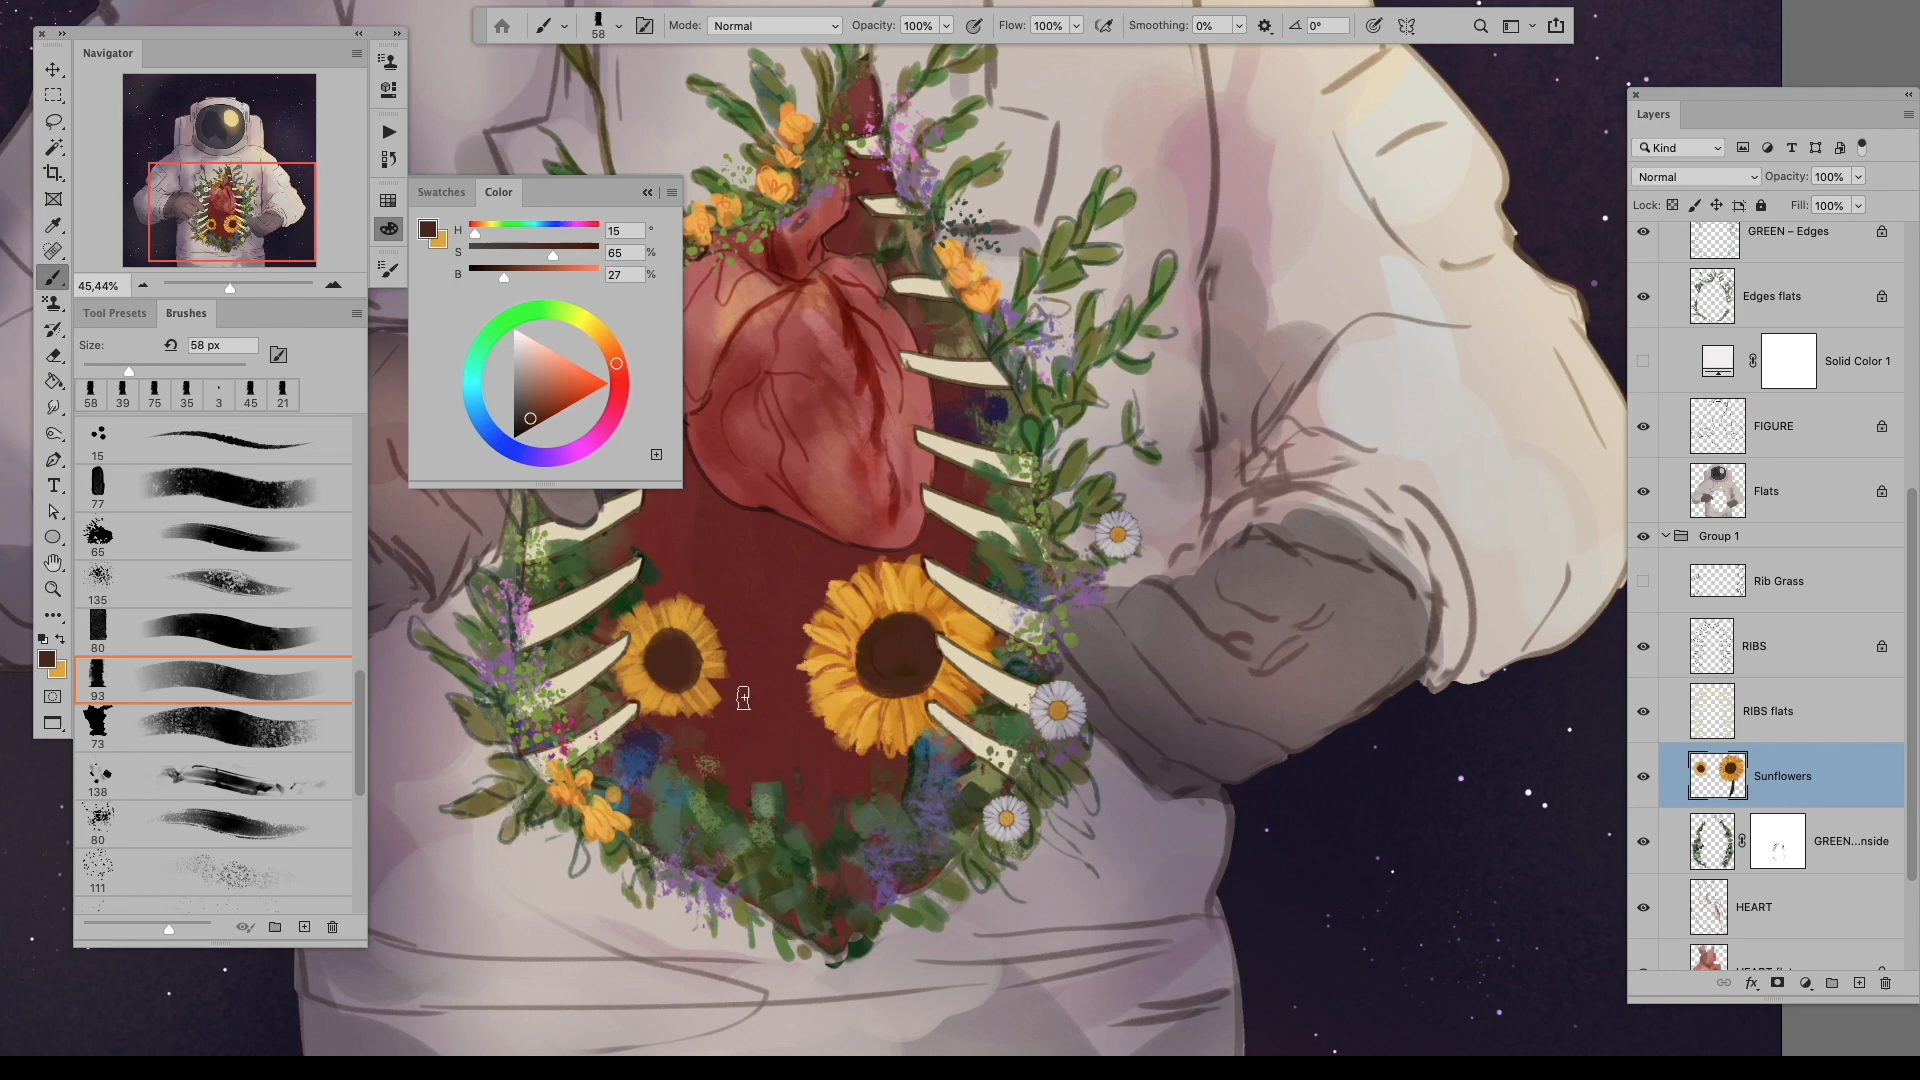 58
Mode: Normal
Opacity: 100%
Flow: 100%
Smoothing: 0%
0°
Navigator
45,44%
Tool Presets
Brushes
Size:
58 px
58 39 75 35 3 45 21
15
77
65
135
80
93
73
138
80
111
Swatches
Color
H 15 °
S 65 %
B 27 %
Layers
Kind
Normal
Opacity: 100%
Lock:
Fill: 100%
GREEN – Edges
Edges flats
Solid Color 1
FIGURE
Flats
Group 1
Rib Grass
RIBS
RIBS flats
Sunflowers
GREEN...nside
HEART